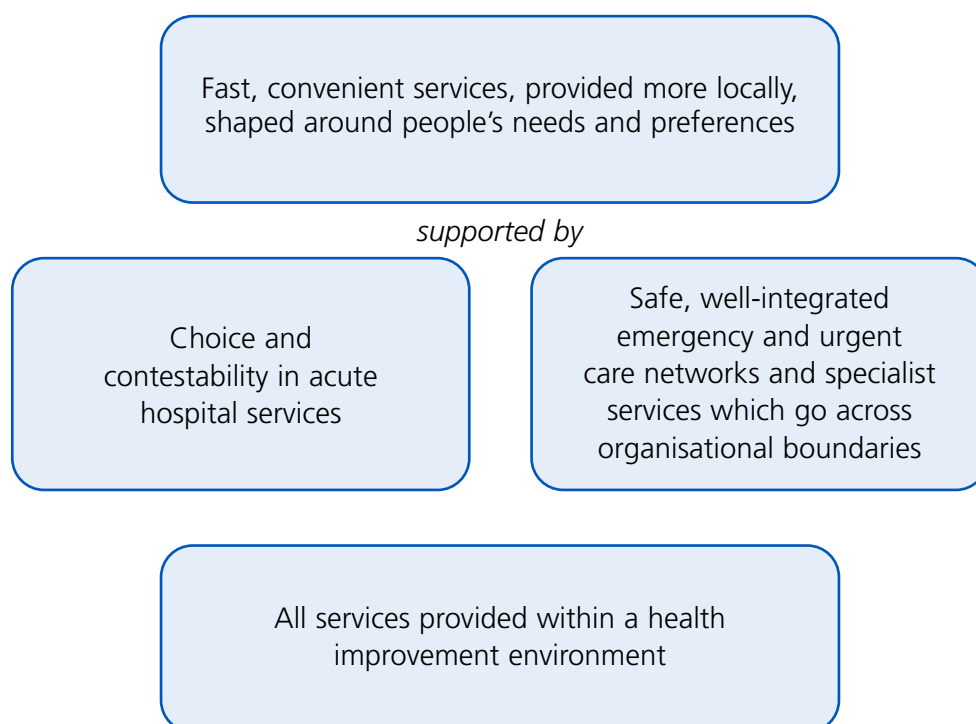 Fast, convenient services, provided more locally,
shaped around people’s needs and preferences
supported by
Choice and
contestability in acute
hospital services
Safe, well-integrated
emergency and urgent
care networks and specialist
services which go across
organisational boundaries
All services provided within a health
improvement environment